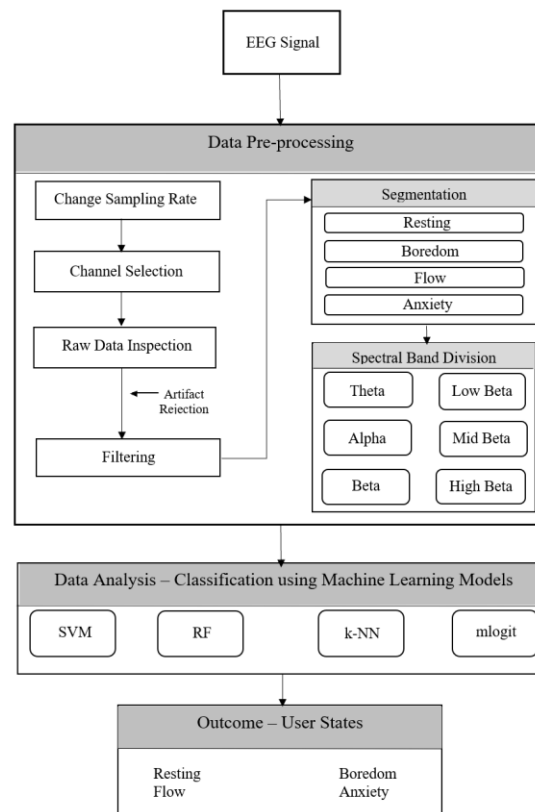 EEG Signal
Data Pre-processing
Change Sampling Rate
Channel Selection
Raw Data Inspection
Artifact
Rejection
Filtering
Segmentation
Resting
Boredom
Flow
Anxiety
Spectral Band Division
Theta
Low Beta
Alpha
Mid Beta
Beta
High Beta
Data Analysis – Classification using Machine Learning Models
SVM
RF
k-NN
mlogit
Outcome – User States
Resting
Boredom
Flow
Anxiety